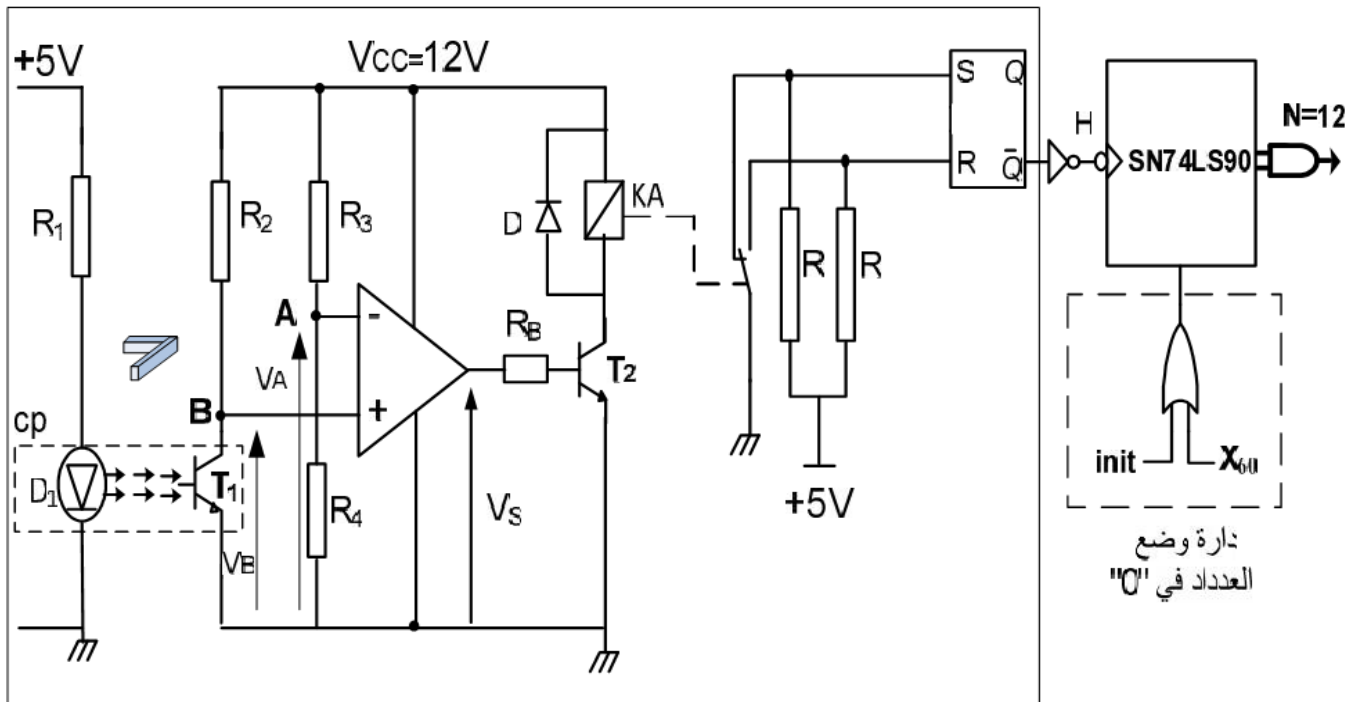 +5V
VCC=12V
R1
R2
R3
R4
A
B
-
+
VA
VB
VS
cp
D1
T1
RB
T2
D
KA
R
R
+5V
S Q
R Q̄
H
SN74LS90
N=12
init
X60
دارة وضع
العدداد في "0"